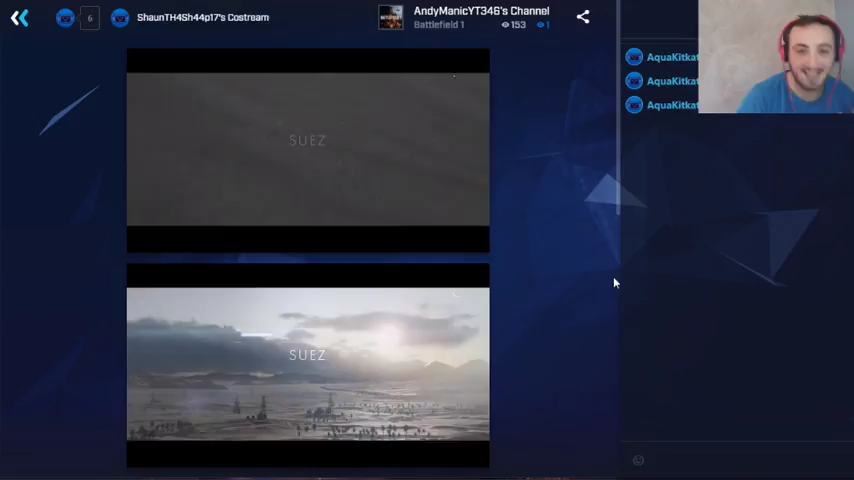 6
ShaunTH4Sh44p17's Costream
AndyManicYT346's Channel
Battlefield 1
153
1
SUEZ
SUEZ
AquaKitkat
AquaKitkat
AquaKitkat